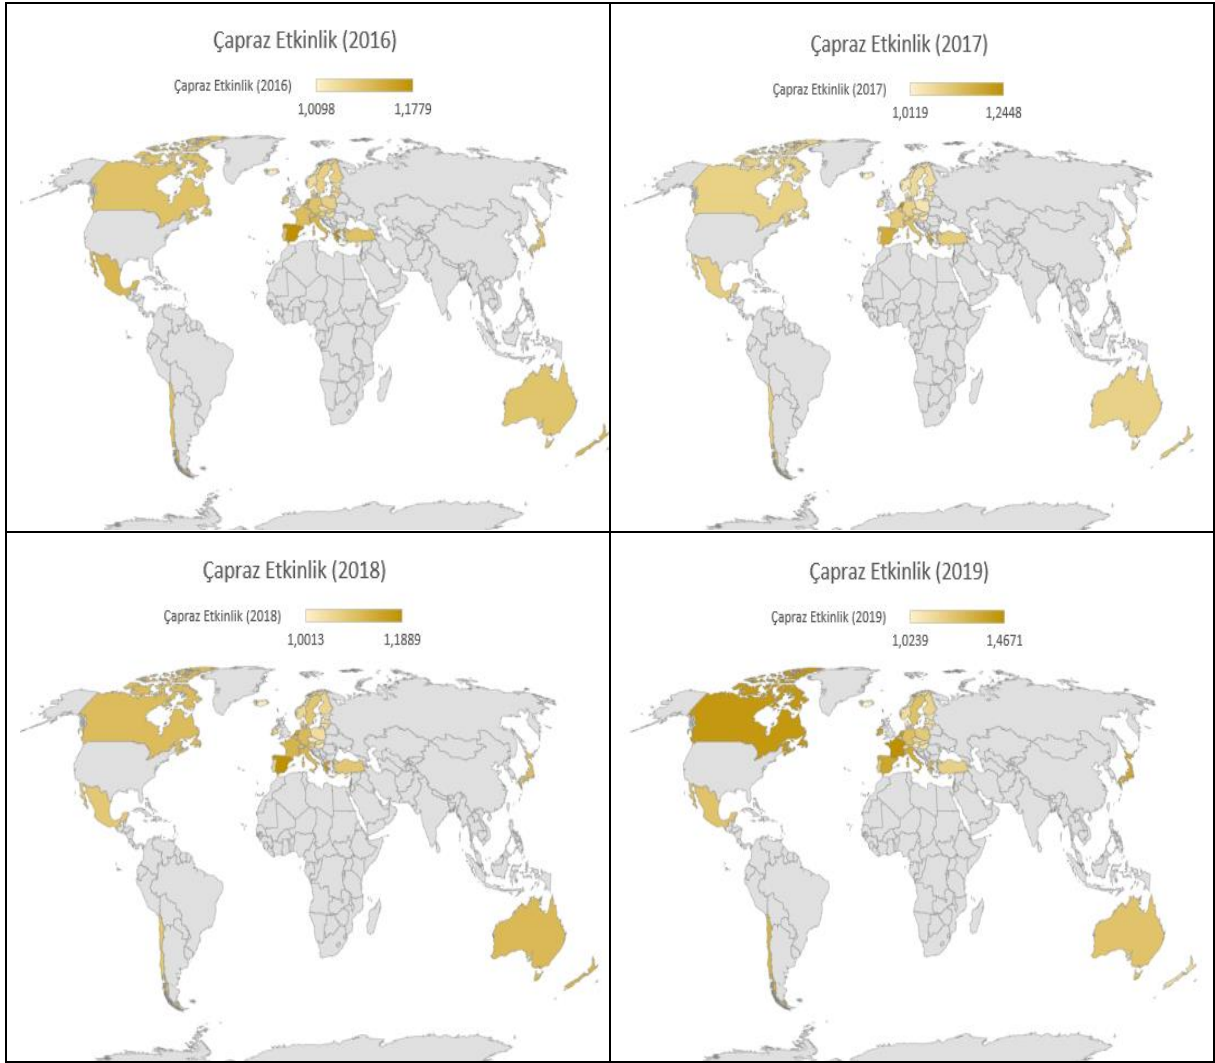 Çapraz Etkinlik (2016)
Çapraz Etkinlik (2016)
1,0098 1,1779
Çapraz Etkinlik (2017)
Çapraz Etkinlik (2017)
1,0119 1,2448
Çapraz Etkinlik (2018)
Çapraz Etkinlik (2018)
1,0013 1,1889
Çapraz Etkinlik (2019)
Çapraz Etkinlik (2019)
1,0239 1,4671